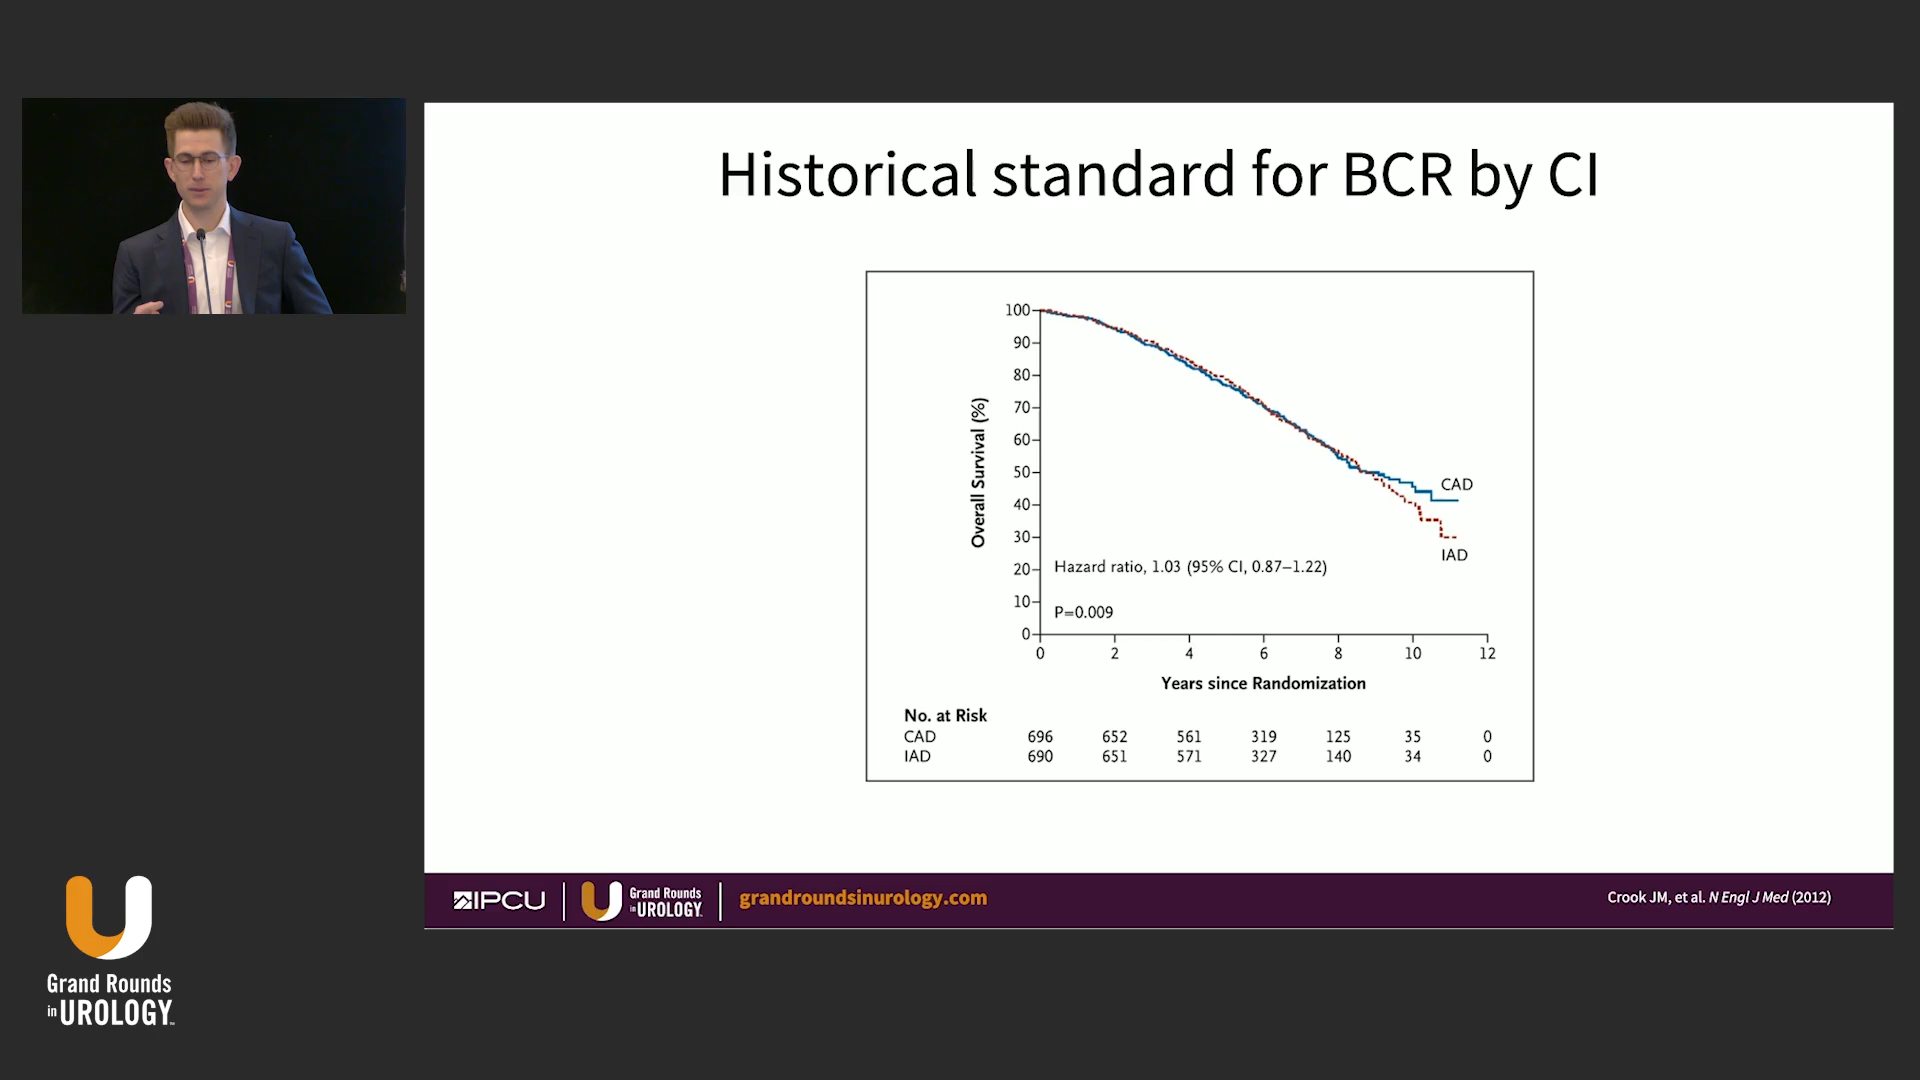 Historical standard for BCR by CI
100
90
80
70
60
50
40
30
20
10
0
Overall Survival (%)
CAD
IAD
Hazard ratio, 1.03 (95% CI, 0.87–1.22)
P=0.009
0 2 4 6 8 10 12
Years since Randomization
No. at Risk
CAD 696 652 561 319 125 35 0
IAD 690 651 571 327 140 34 0
IPCU
Grand Rounds
in UROLOGY™
grandroundsinurology.com
Crook JM, et al. N Engl J Med (2012)
Grand Rounds
in UROLOGY™